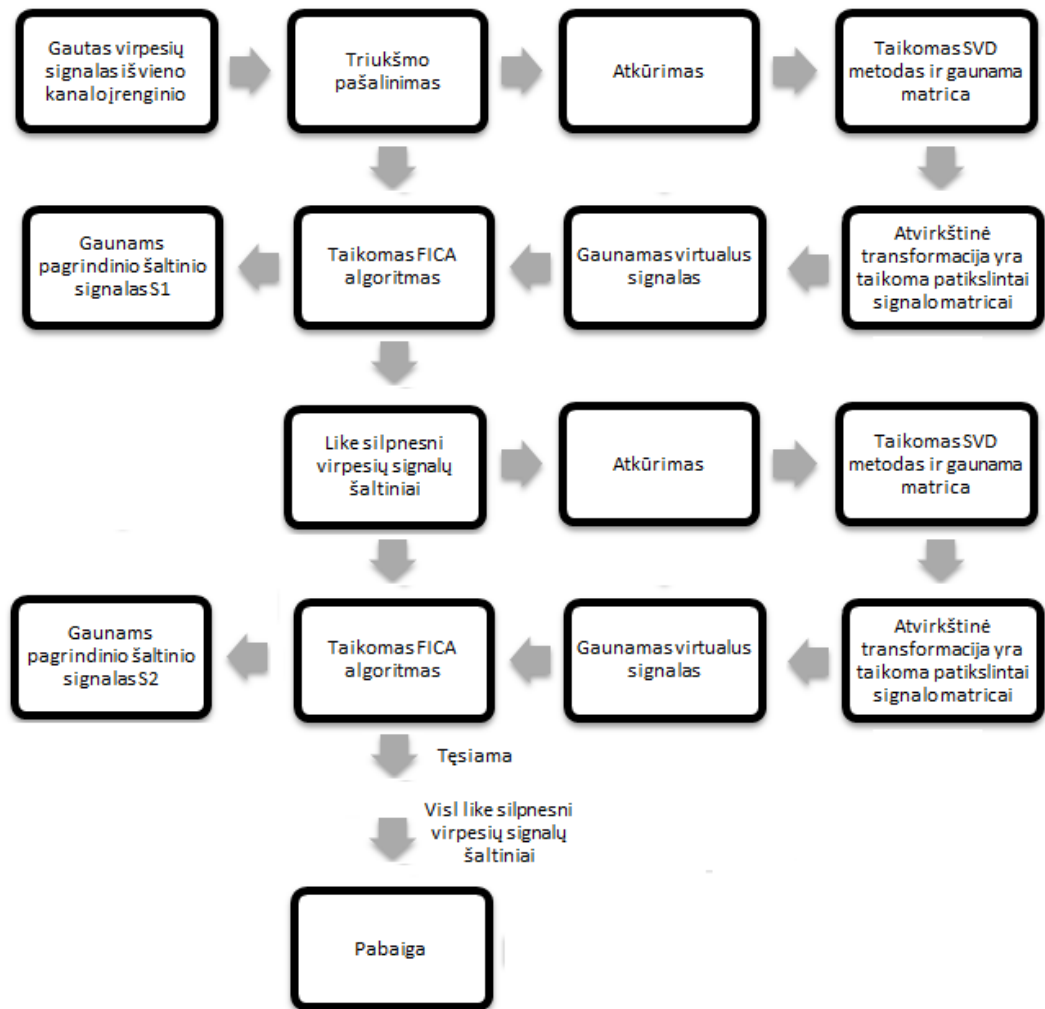 Gautas virpesių
signalas iš vieno
kanalo įrenginio
Triukšmo
pašalinimas
Atkūrimas
Taikomas SVD
metodas ir gaunama
matrica
Gaunams
pagrindinio šaltinio
signalas S1
Taikomas FICA
algoritmas
Gaunamas virtualus
signalas
Atvirkštinė
transformacija yra
taikoma patikslintai
signalo matricai
Like silpnesni
virpesių signalų
šaltiniai
Atkūrimas
Taikomas SVD
metodas ir gaunama
matrica
Gaunams
pagrindinio šaltinio
signalas S2
Taikomas FICA
algoritmas
Gaunamas virtualus
signalas
Atvirkštinė
transformacija yra
taikoma patikslintai
signalo matricai
Tęsiama
Visl like silpnesni
virpesių signalų
šaltiniai
Pabaiga